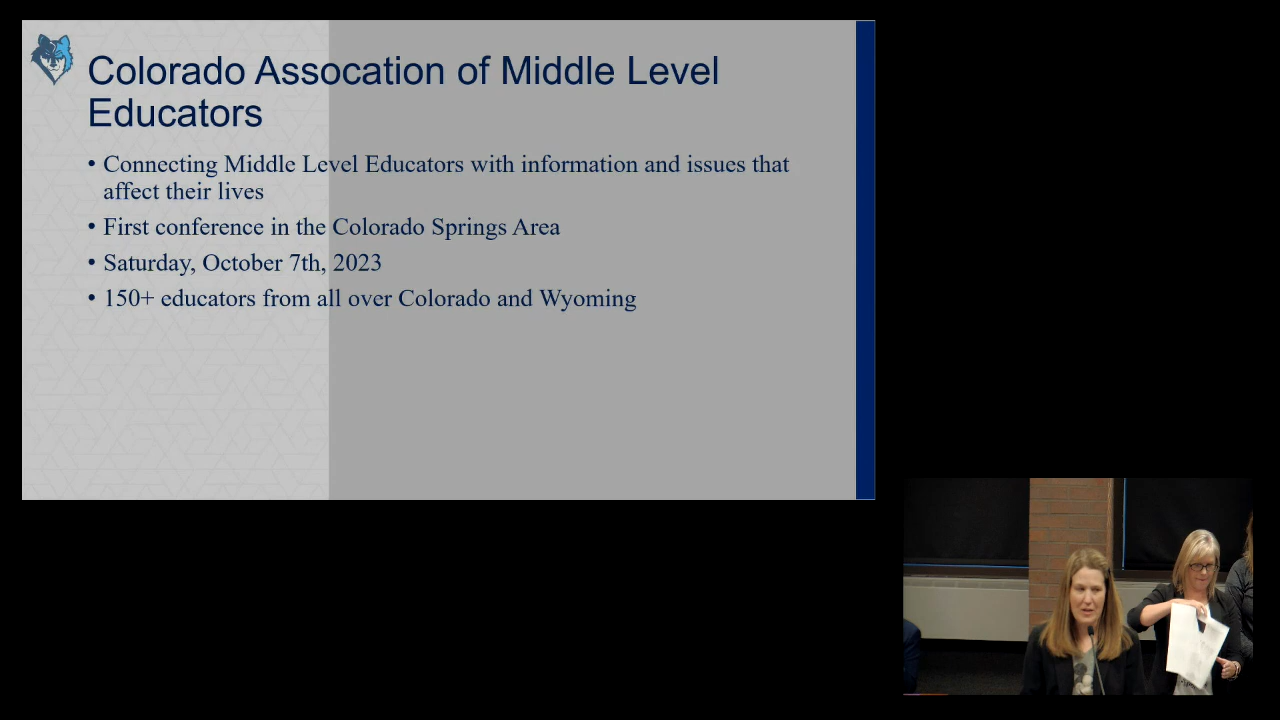 Colorado Assocation of Middle Level
Educators
• Connecting Middle Level Educators with information and issues that
affect their lives
• First conference in the Colorado Springs Area
• Saturday, October 7th, 2023
• 150+ educators from all over Colorado and Wyoming